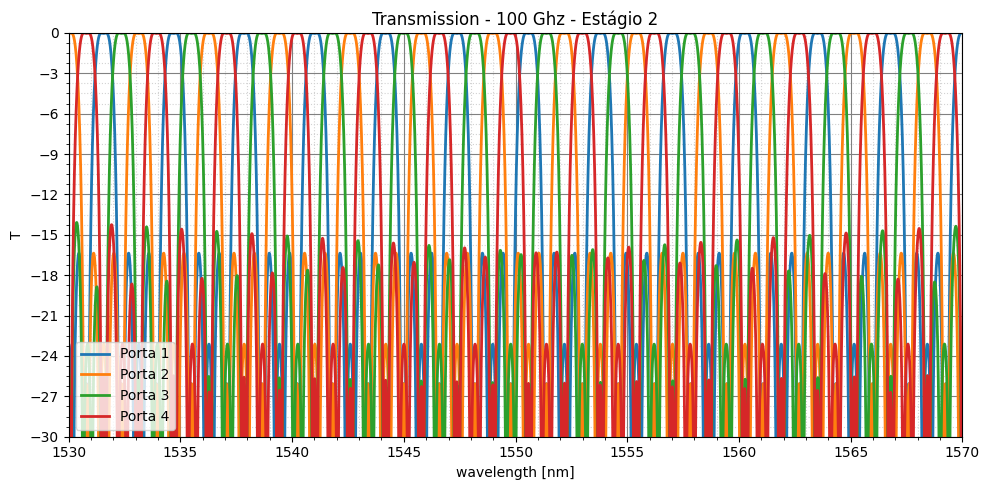 Transmission - 100 Ghz - Estágio 2
T
0
−3
−6
−9
−12
−15
−18
−21
−24
−27
−30
Porta 1
Porta 2
Porta 3
Porta 4
1530 1535 1540 1545 1550 1555 1560 1565 1570
wavelength [nm]